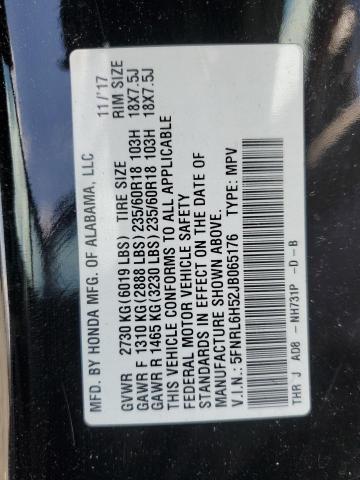 MFD. BY HONDA MFG. OF ALABAMA, LLC 11/'17
TIRE SIZE RIM SIZE
GVWR 2730 KG(6019 LBS)
GAWR F 1310 KG(2888 LBS) 235/60R18 103H 18X7.5J
GAWR R 1465 KG(3230 LBS) 235/60R18 103H 18X7.5J
THIS VEHICLE CONFORMS TO ALL APPLICABLE
FEDERAL MOTOR VEHICLE SAFETY
STANDARDS IN EFFECT ON THE DATE OF
MANUFACTURE SHOWN ABOVE.
V.I.N.: 5FNRL6H52JB065176 TYPE: MPV
THR J AD8 -NH731P -D -B